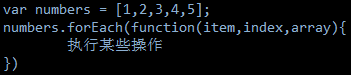 var numbers = [1,2,3,4,5];
numbers.forEach(function(item,index,array){
执行某些操作
})